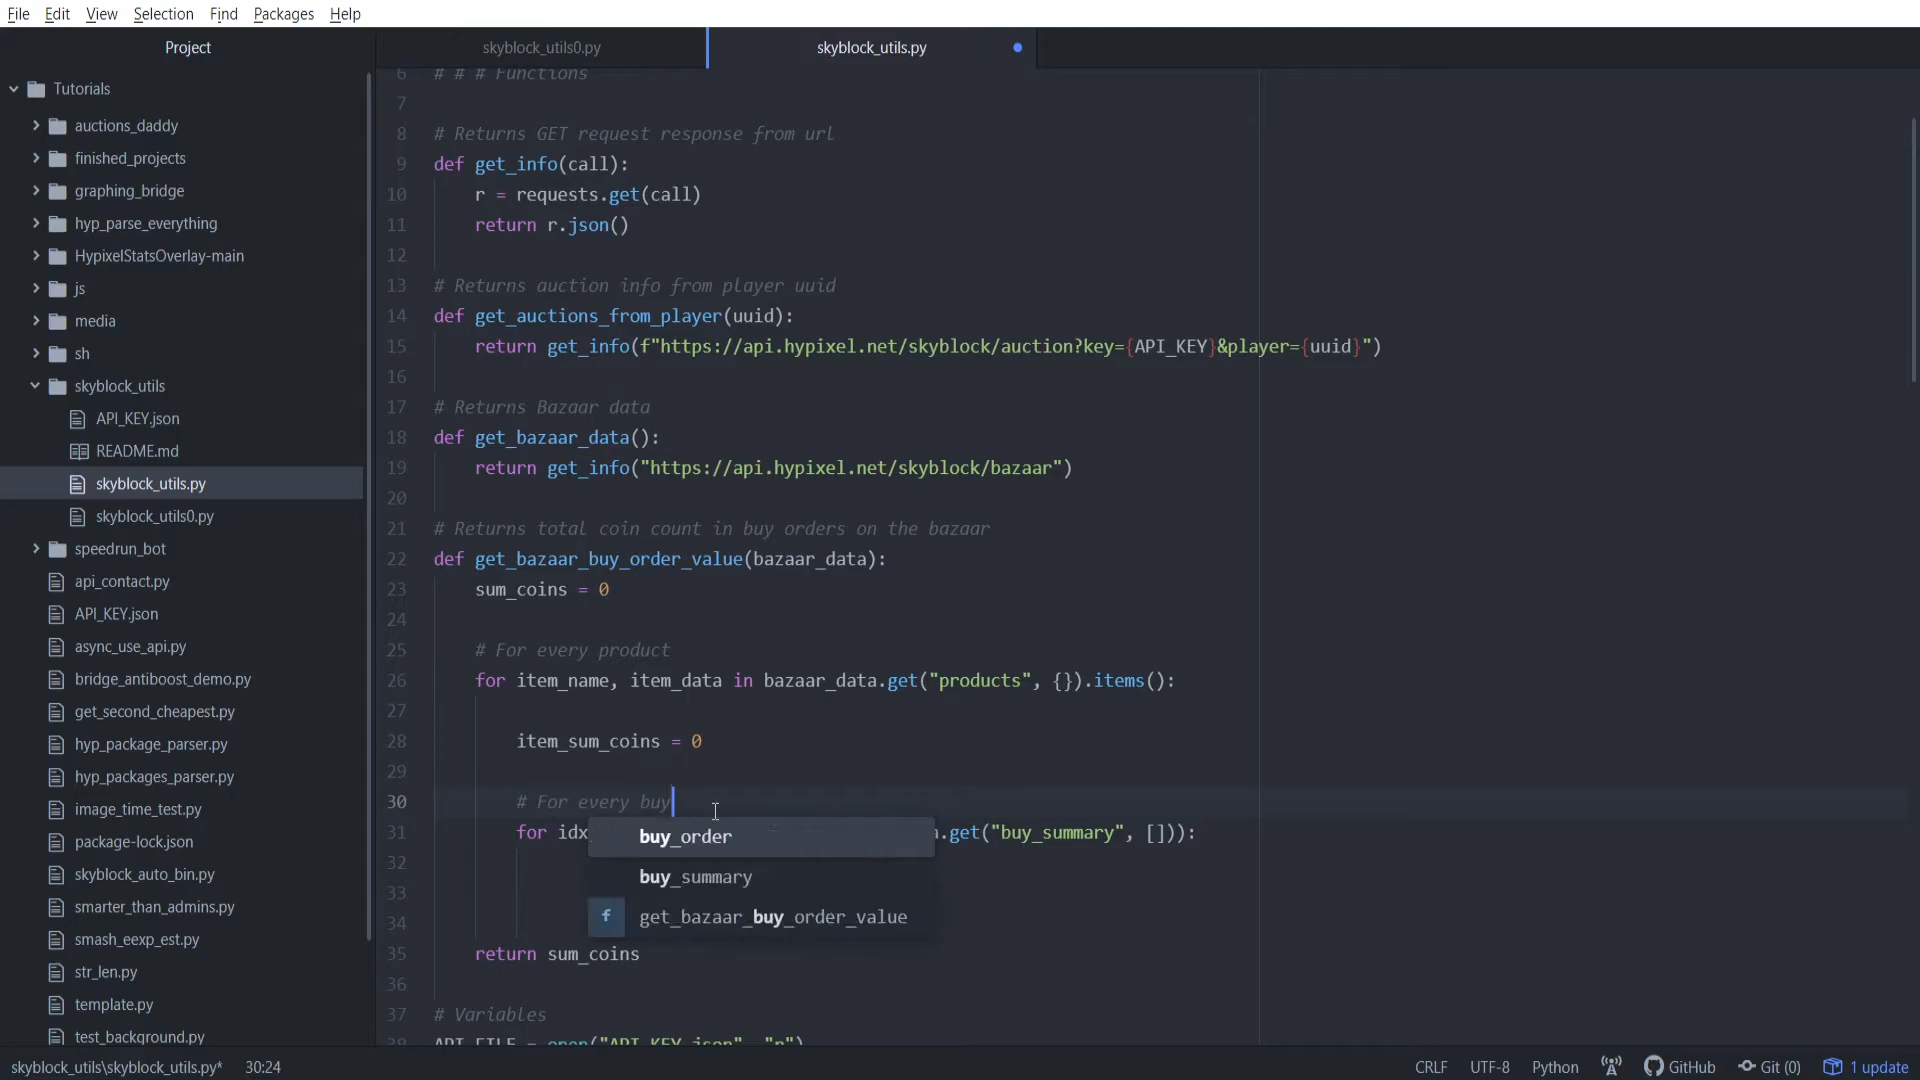 File Edit View Selection Find Packages Help
Project
skyblock_utils0.py
skyblock_utils.py
Tutorials
auctions_daddy
finished_projects
graphing_bridge
hyp_parse_everything
HypixelStatsOverlay-main
js
media
sh
skyblock_utils
API_KEY.json
README.md
skyblock_utils.py
skyblock_utils0.py
speedrun_bot
api_contact.py
API_KEY.json
async_use_api.py
bridge_antiboost_demo.py
get_second_cheapest.py
hyp_package_parser.py
hyp_packages_parser.py
image_time_test.py
package-lock.json
skyblock_auto_bin.py
smarter_than_admins.py
smash_eexp_est.py
str_len.py
template.py
test_background.py
6 # # # Functions
7
8 # Returns GET request response from url
9 def get_info(call):
10 r = requests.get(call)
11 return r.json()
12
13 # Returns auction info from player uuid
14 def get_auctions_from_player(uuid):
15 return get_info(f"https://api.hypixel.net/skyblock/auction?key={API_KEY}&player={uuid}")
16
17 # Returns Bazaar data
18 def get_bazaar_data():
19 return get_info("https://api.hypixel.net/skyblock/bazaar")
20
21 # Returns total coin count in buy orders on the bazaar
22 def get_bazaar_buy_order_value(bazaar_data):
23 sum_coins = 0
24
25 # For every product
26 for item_name, item_data in bazaar_data.get("products", {}).items():
27
28 item_sum_coins = 0
29
30 # For every buy
31 for idx .get("buy_summary", [])):
buy_order
32
buy_summary
33
get_bazaar_buy_order_value
34
35 return sum_coins
36
37 # Variables
38 API_FILE = open("API_KEY.json", "r")
skyblock_utils\skyblock_utils.py* 30:24 CRLF UTF-8 Python GitHub Git (0) 1 update